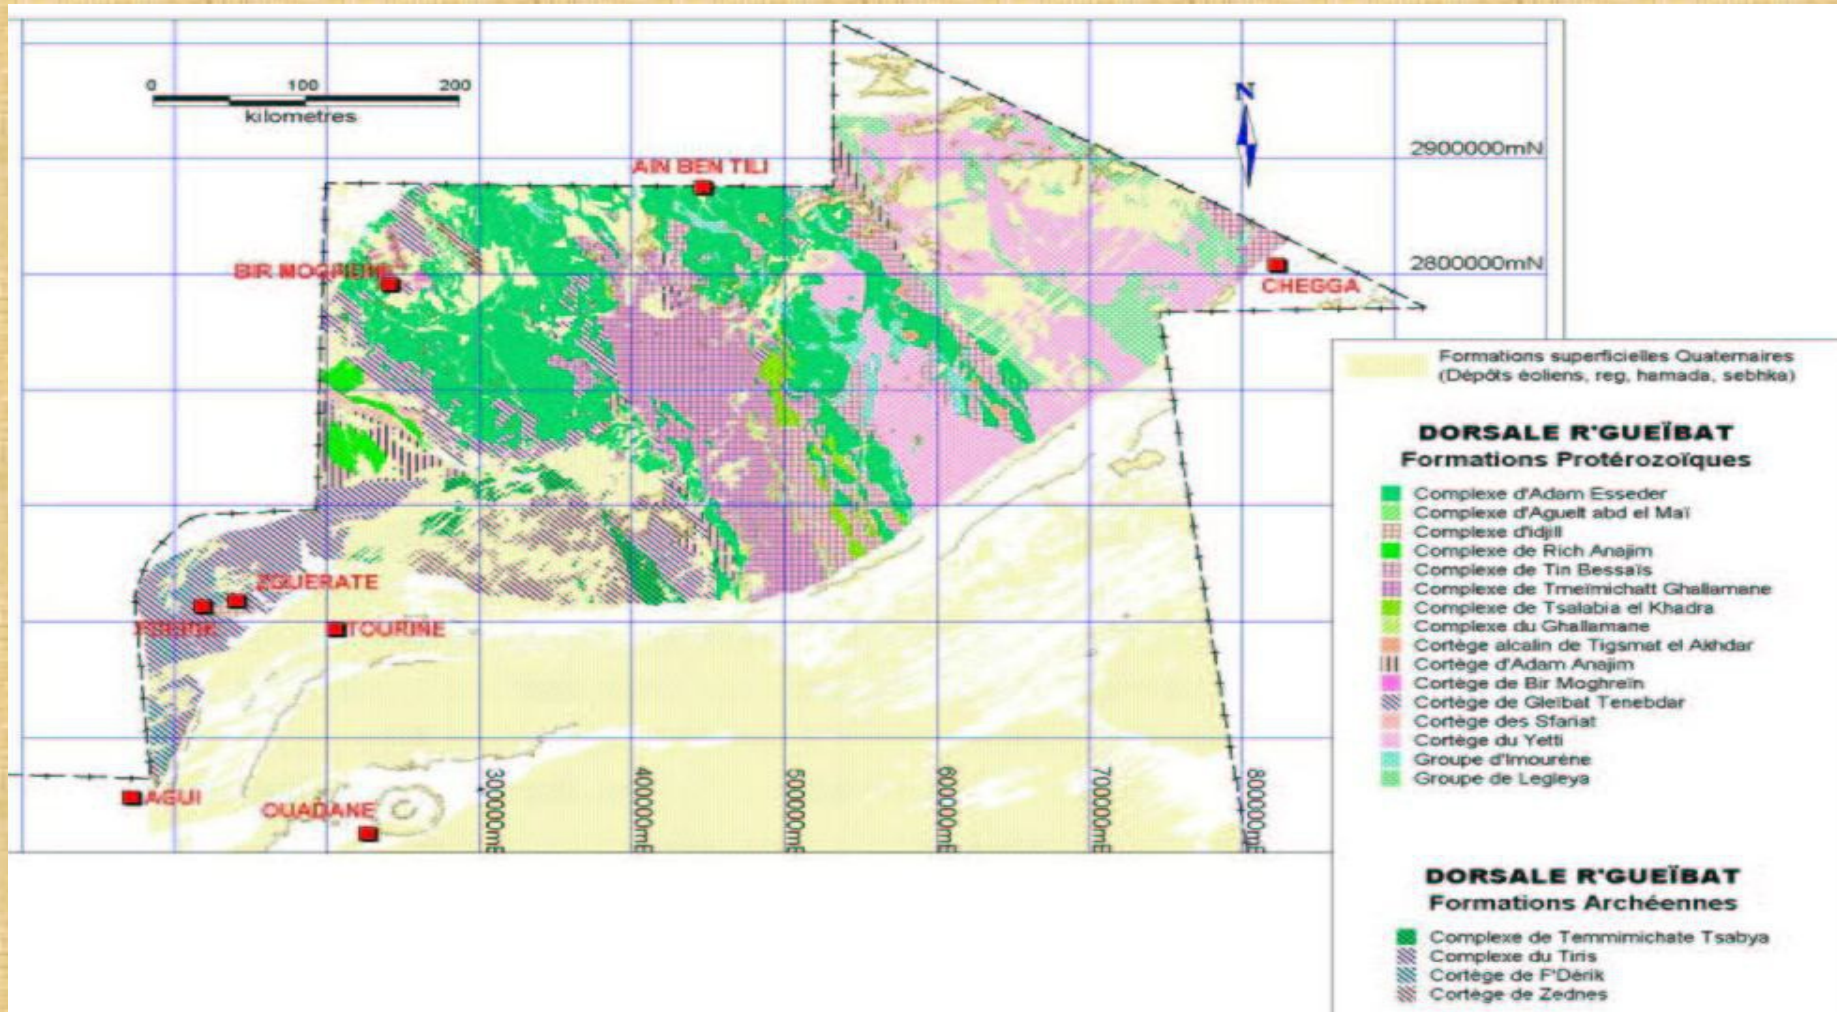 0 100 200
kilometres
N
2900000mN
AIN BEN TILI
2800000mN
BIR
CHEGGA
ZOUERATE
TOURINE
AGUI
OUADANE
300000mE
400000mE
500000mE
600000mE
700000mE
800000mE
Formations superficielles Quaternaires
(Dépôts éoliens, reg, hamada, sebhka)
DORSALE R'GUEÏBAT
Formations Protérozoïques
Complexe d'Adam Esseder
Complexe d'Aguelt abd el Maï
Complexe d'Idjill
Complexe de Rich Anajim
Complexe de Tin Bessaïs
Complexe de Tmeïmichatt Ghallamane
Complexe de Tsalabia el Khadra
Complexe du Ghallamane
Cortège alcalin de Tigsmat el Akhdar
Cortège d'Adam Anajim
Cortège de Bir Moghreïn
Cortège de Gleïbat Tenebdar
Cortège des Sfariat
Cortège du Yetti
Groupe d'Imourène
Groupe de Legleya
DORSALE R'GUEÏBAT
Formations Archéennes
Complexe de Temmimichate Tsabya
Complexe du Tiris
Cortège de F'Dérik
Cortège de Zednes